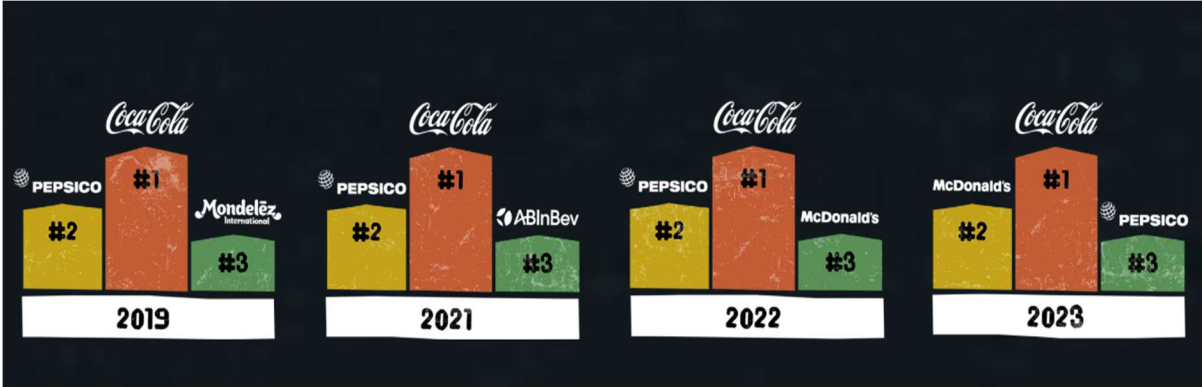 Coca-Cola
PEPSICO
#1
Mondelēz
International
#2
#3
2019
Coca-Cola
PEPSICO
#1
ABInBev
#2
#3
2021
Coca-Cola
PEPSICO
#1
McDonald's
#2
#3
2022
Coca-Cola
McDonald's
#1
PEPSICO
#2
#3
2023